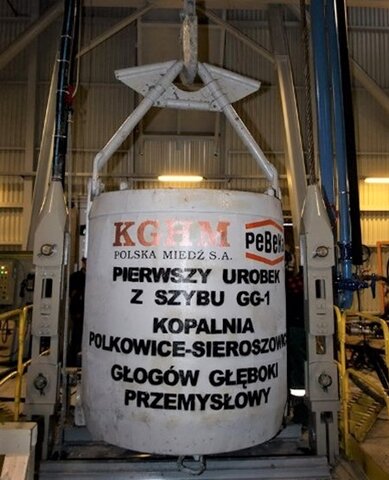 KGHM
POLSKA MIEDŹ S.A.
PeBeKa
PIERWSZY UROBEK
Z SZYBU GG-1
KOPALNIA
POLKOWICE-SIEROSZOWICE
GŁOGÓW GŁĘBOKI
PRZEMYSŁOWY